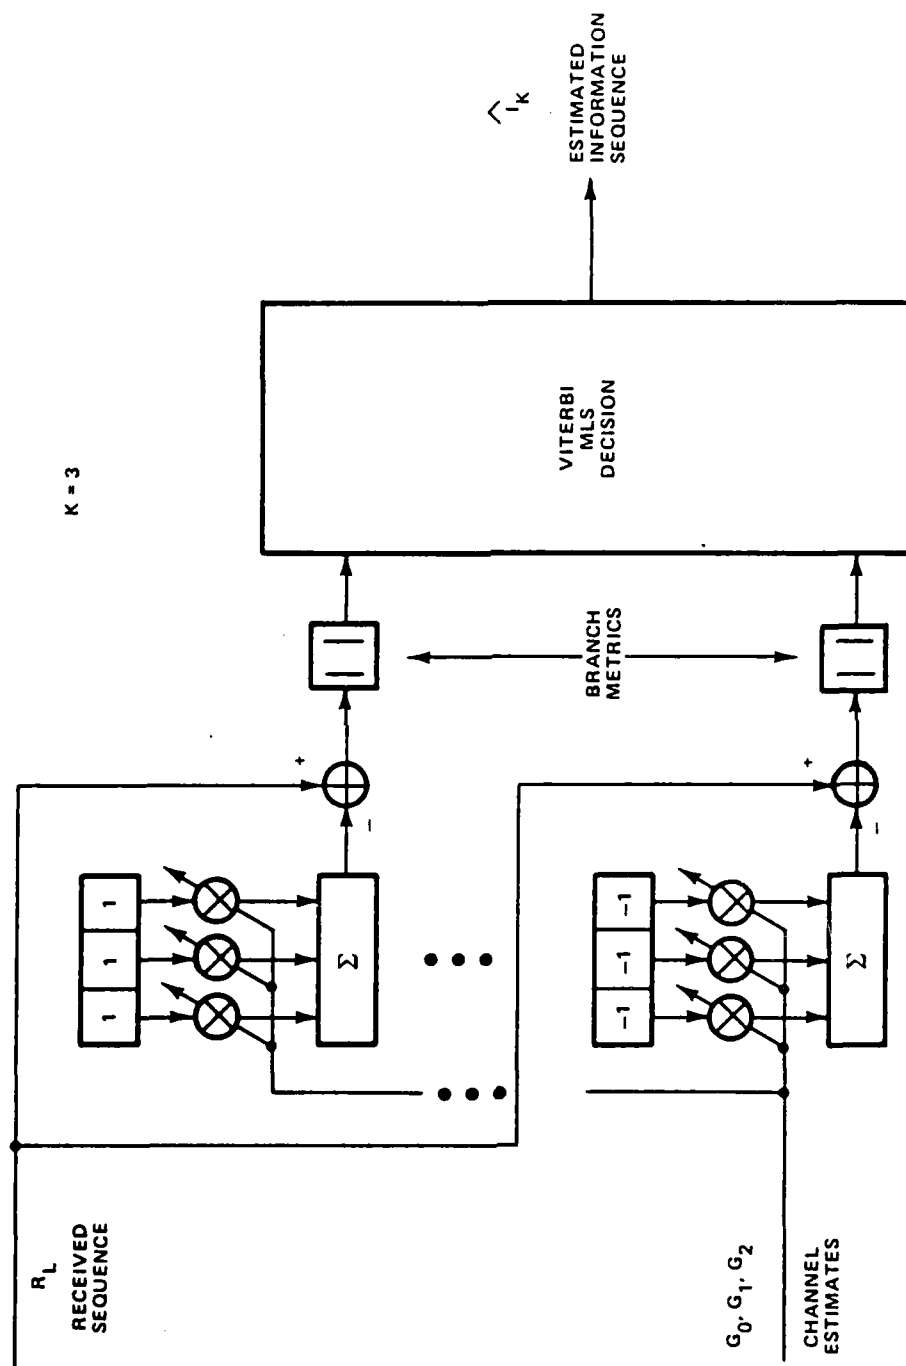 K = 3
R_L
RECEIVED
SEQUENCE
1 1 1
Σ
+
−
BRANCH
METRICS
VITERBI
MLS
DECISION
Î_K
ESTIMATED
INFORMATION
SEQUENCE
G_0, G_1, G_2
CHANNEL
ESTIMATES
-1 -1 -1
Σ
+
−